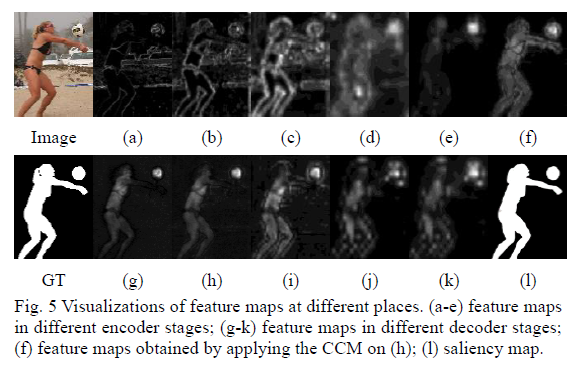 Image (a) (b) (c) (d) (e) (f)
GT (g) (h) (i) (j) (k) (l)
Fig. 5 Visualizations of feature maps at different places. (a-e) feature maps
in different encoder stages; (g-k) feature maps in different decoder stages;
(f) feature maps obtained by applying the CCM on (h); (l) saliency map.